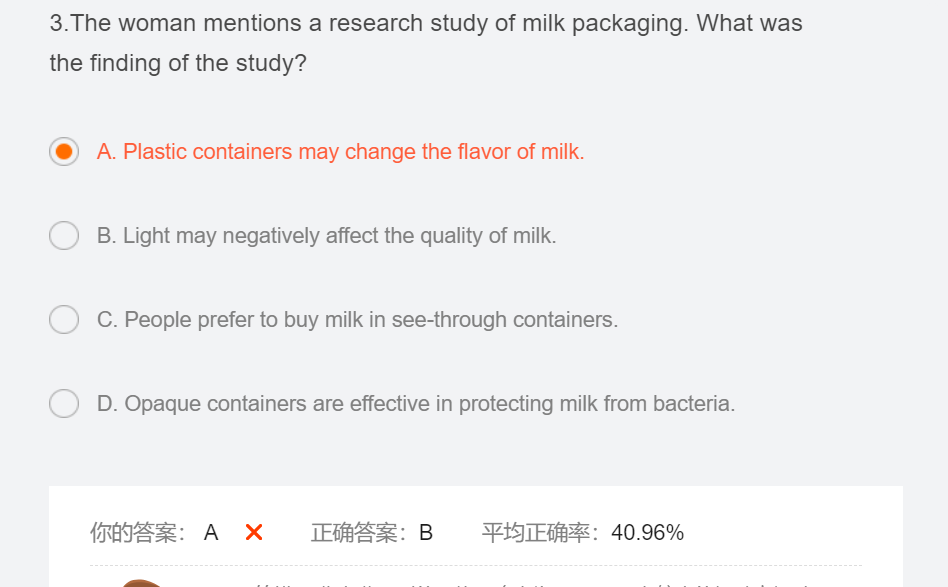 3.The woman mentions a research study of milk packaging. What was
the finding of the study?
A. Plastic containers may change the flavor of milk.
B. Light may negatively affect the quality of milk.
C. People prefer to buy milk in see-through containers.
D. Opaque containers are effective in protecting milk from bacteria.
你的答案： A 正确答案： B 平均正确率： 40.96%